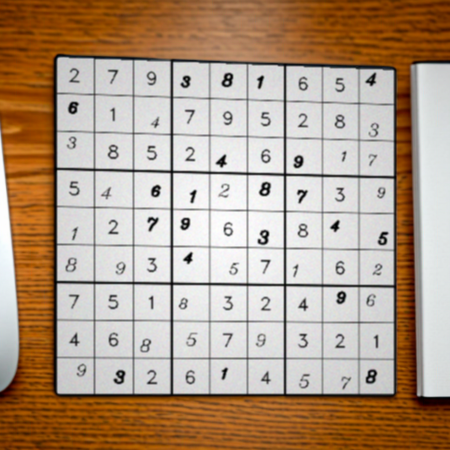 2 7 9 3 8 1 6 5 4
6 1 4 7 9 5 2 8 3
3 8 5 2 4 6 9 1 7
5 4 6 1 2 8 7 3 9
1 2 7 9 6 3 8 4 5
8 9 3 4 5 7 1 6 2
7 5 1 8 3 2 4 9 6
4 6 8 5 7 9 3 2 1
9 3 2 6 1 4 5 7 8